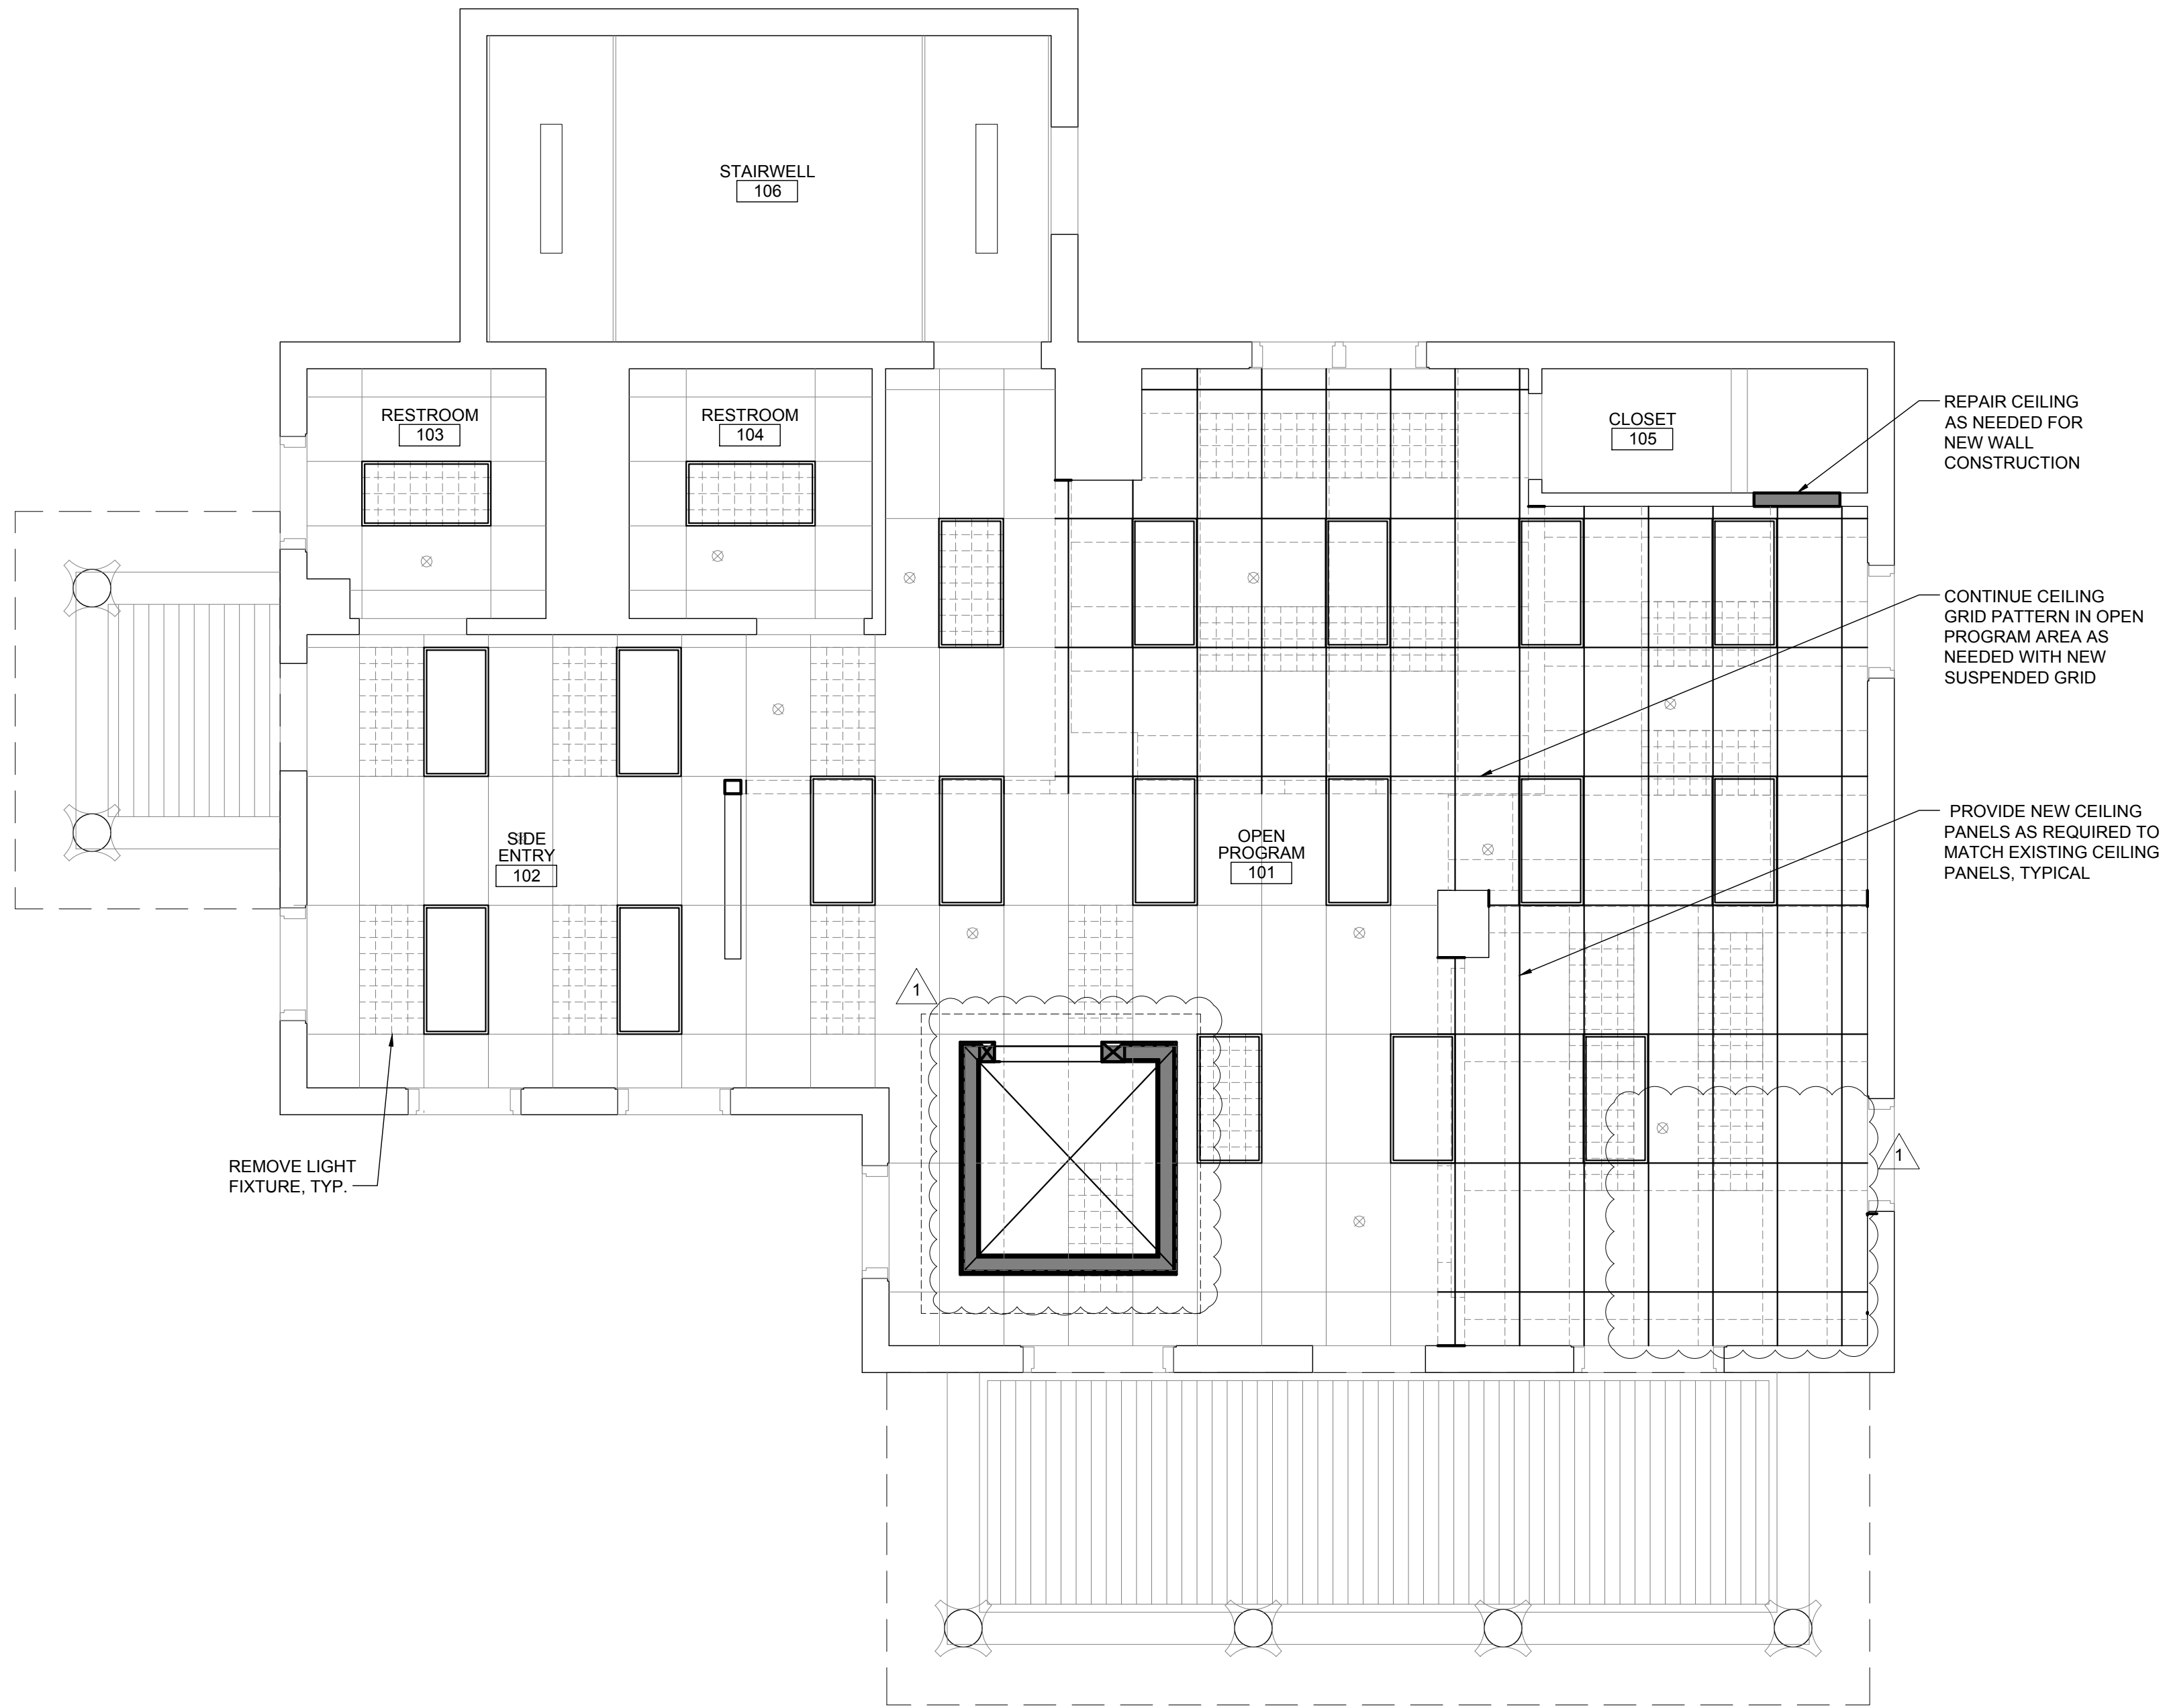 STAIRWELL
106
RESTROOM
103
RESTROOM
104
CLOSET
105
REPAIR CEILING
AS NEEDED FOR
NEW WALL
CONSTRUCTION
CONTINUE CEILING
GRID PATTERN IN OPEN
PROGRAM AREA AS
NEEDED WITH NEW
SUSPENDED GRID
PROVIDE NEW CEILING
PANELS AS REQUIRED TO
MATCH EXISTING CEILING
PANELS, TYPICAL
SIDE
ENTRY
102
OPEN
PROGRAM
101
1
1
REMOVE LIGHT
FIXTURE, TYP.